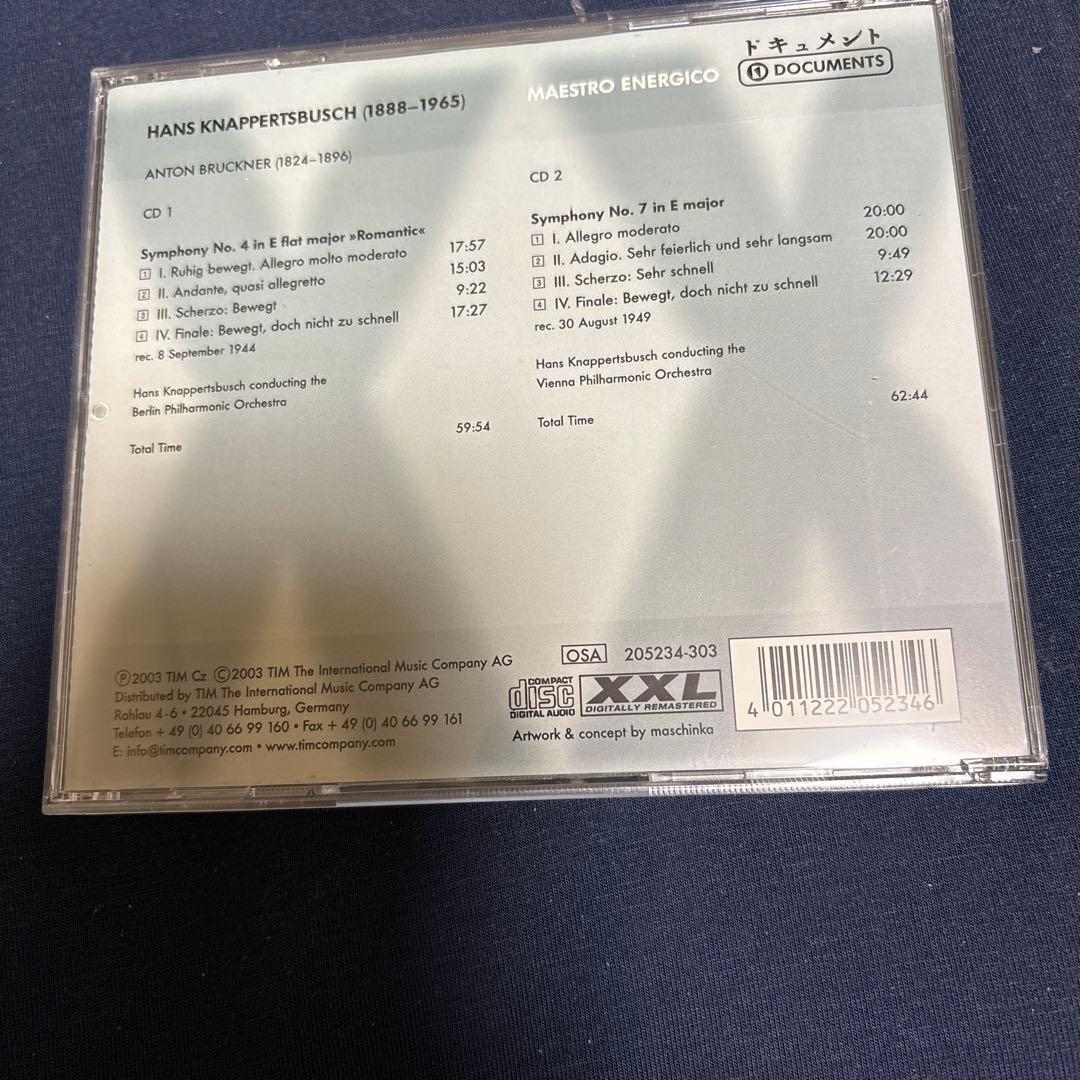 ドキュメント
DOCUMENTS
MAESTRO ENERGICO
HANS KNAPPERTSBUSCH (1888–1965)
ANTON BRUCKNER (1824–1896)
CD 1
Symphony No. 4 in E flat major »Romantic«
1 I. Ruhig bewegt. Allegro molto moderato 17:57
2 II. Andante, quasi allegretto 15:03
3 III. Scherzo: Bewegt 9:22
4 IV. Finale: Bewegt, doch nicht zu schnell 17:27
rec. 8 September 1944
Hans Knappertsbusch conducting the
Berlin Philharmonic Orchestra
Total Time 59:54
CD 2
Symphony No. 7 in E major
1 I. Allegro moderato 20:00
2 II. Adagio. Sehr feierlich und sehr langsam 20:00
3 III. Scherzo: Sehr schnell 9:49
4 IV. Finale: Bewegt, doch nicht zu schnell 12:29
rec. 30 August 1949
Hans Knappertsbusch conducting the
Vienna Philharmonic Orchestra
Total Time 62:44
Ⓟ2003 TIM Cz Ⓒ2003 TIM The International Music Company AG
Distributed by TIM The International Music Company AG
Rahlau 4-6 • 22045 Hamburg, Germany
Telefon + 49 (0) 40 66 99 160 • Fax + 49 (0) 40 66 99 161
E: info@timcompany.com • www.timcompany.com
OSA 205234-303
COMPACT
disc
DIGITAL AUDIO
XXL
DIGITALLY REMASTERED
Artwork & concept by maschinka
4 011222 052346